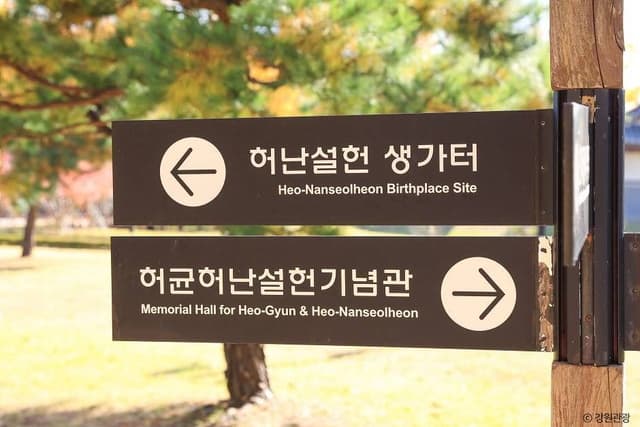 허난설헌 생가터
Heo-Nanseolheon Birthplace Site
허균허난설헌기념관
Memorial Hall for Heo-Gyun & Heo-Nanseolheon
© 강원관광